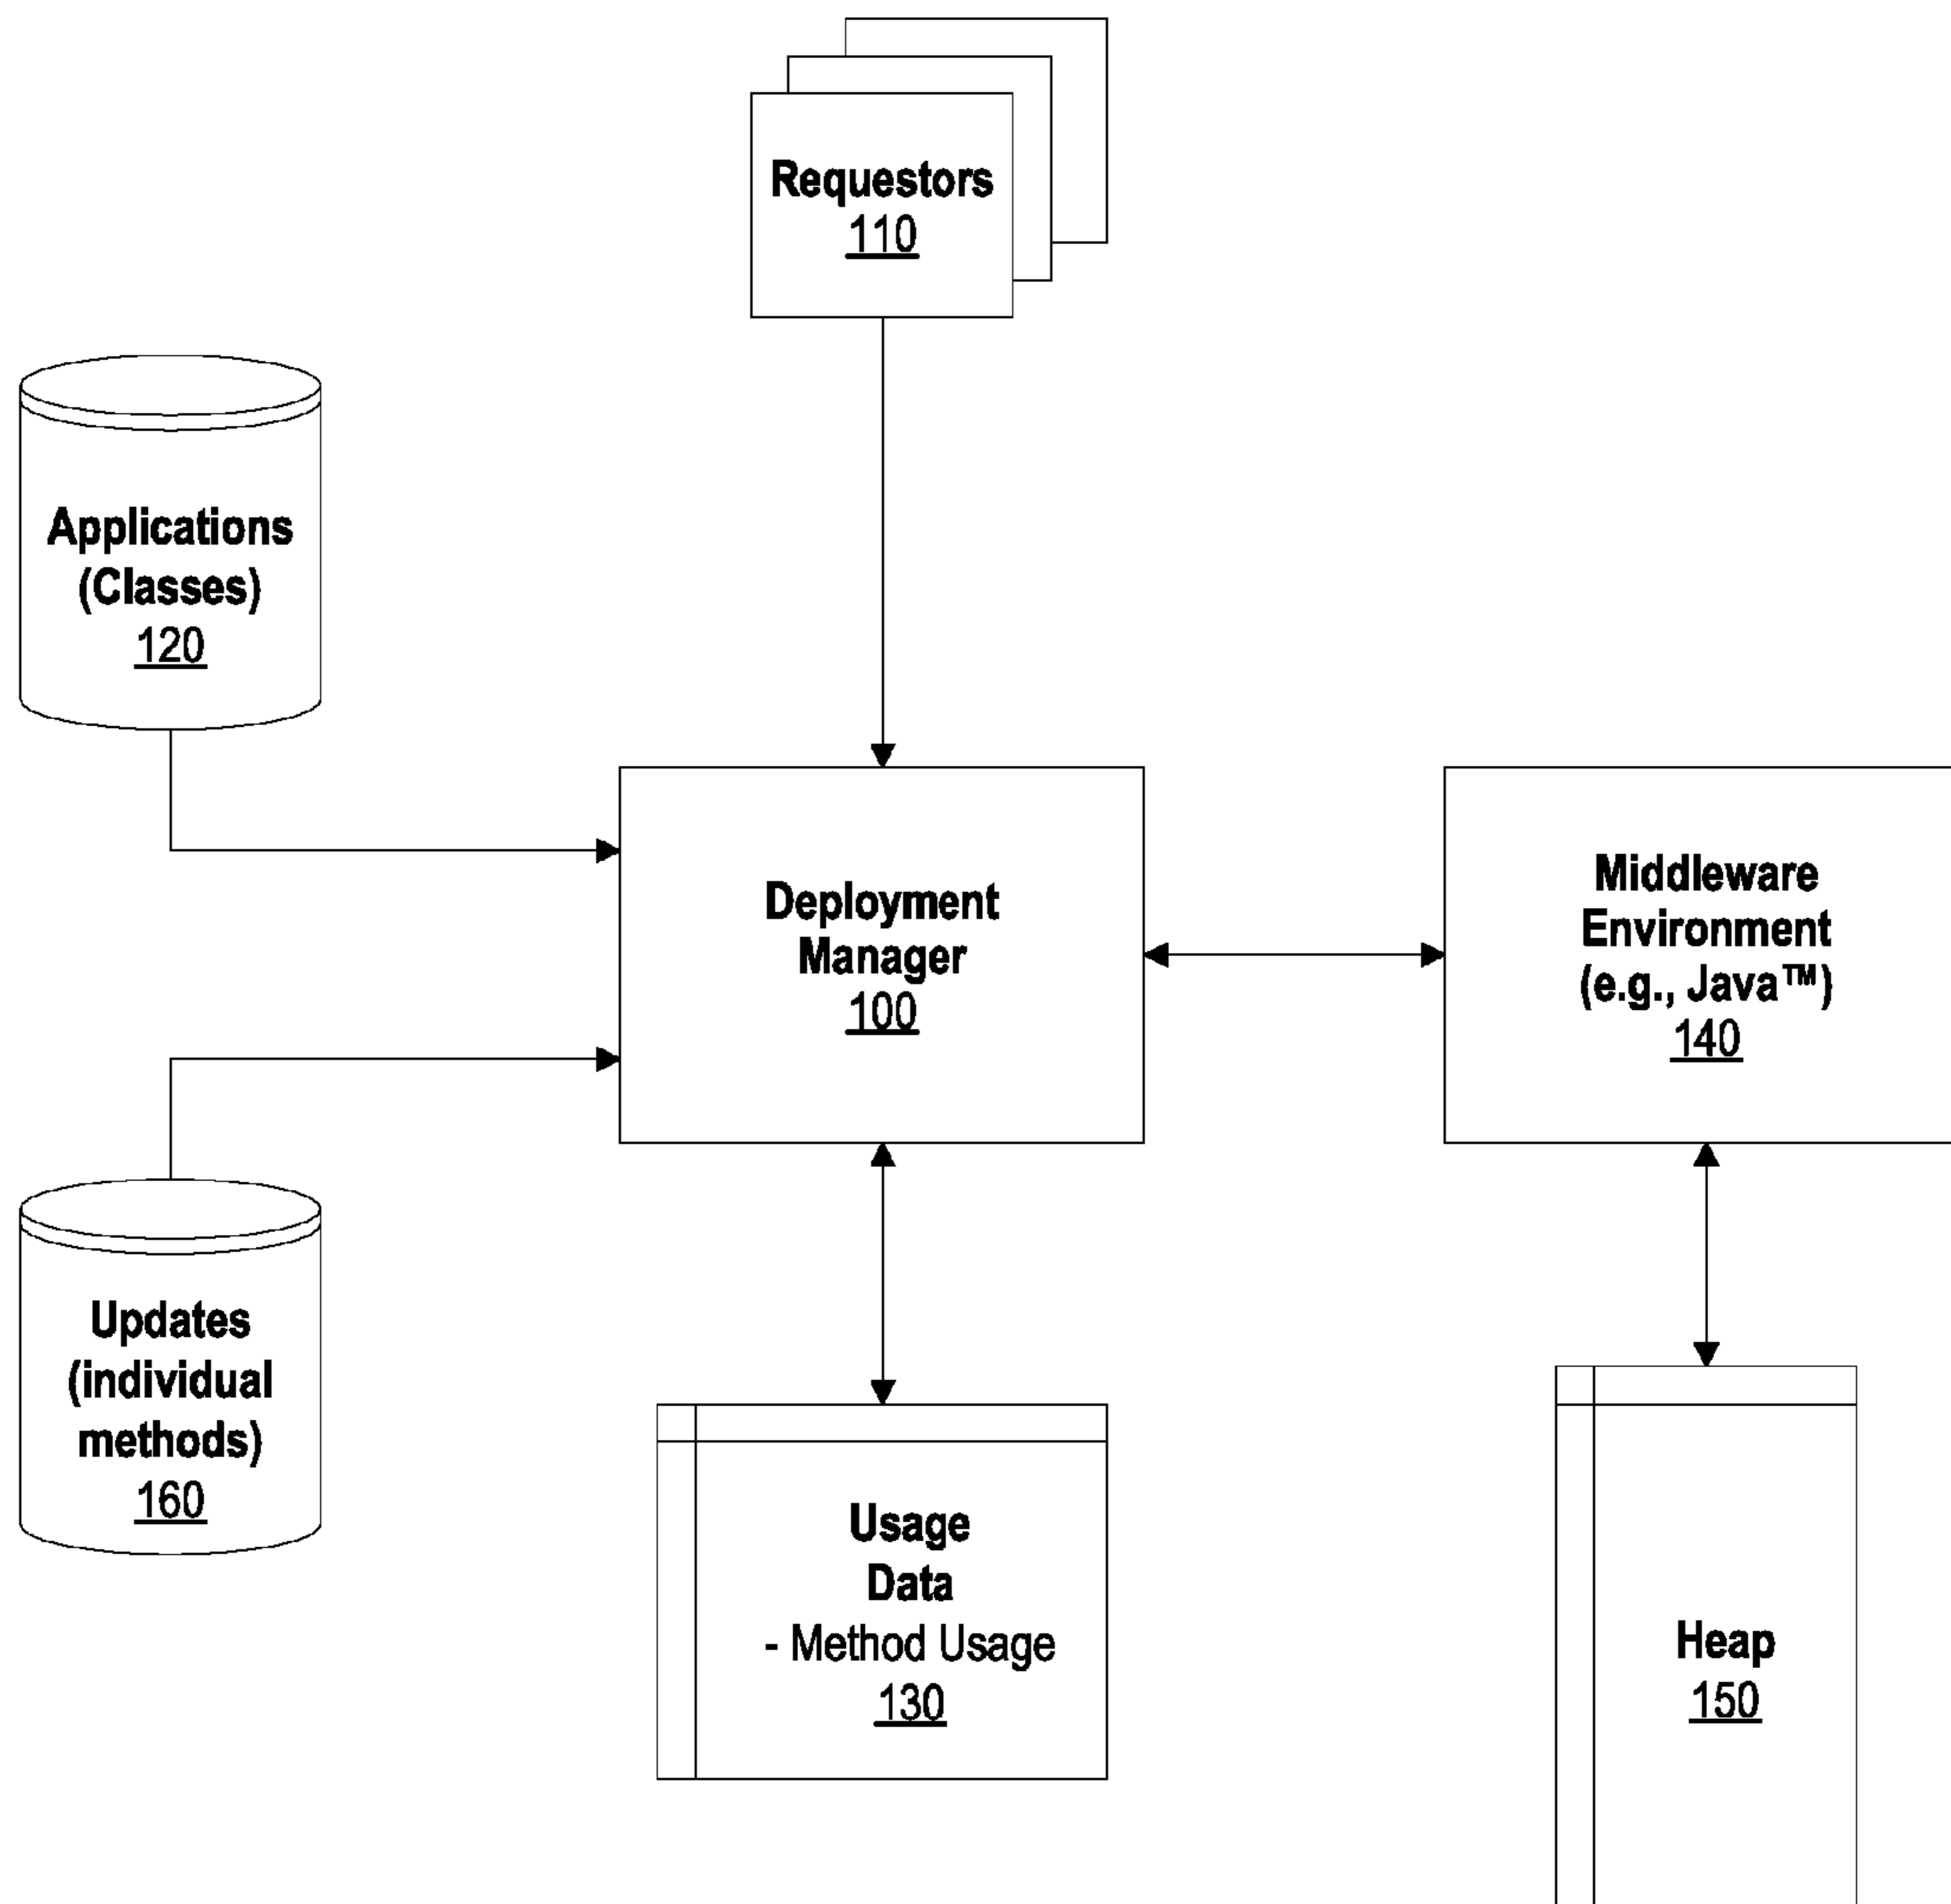 Requestors
110
Applications
(Classes)
120
Deployment
Manager
100
Middleware
Environment
(e.g., Java™)
140
Updates
(individual
methods)
160
Usage
Data
- Method Usage
130
Heap
150